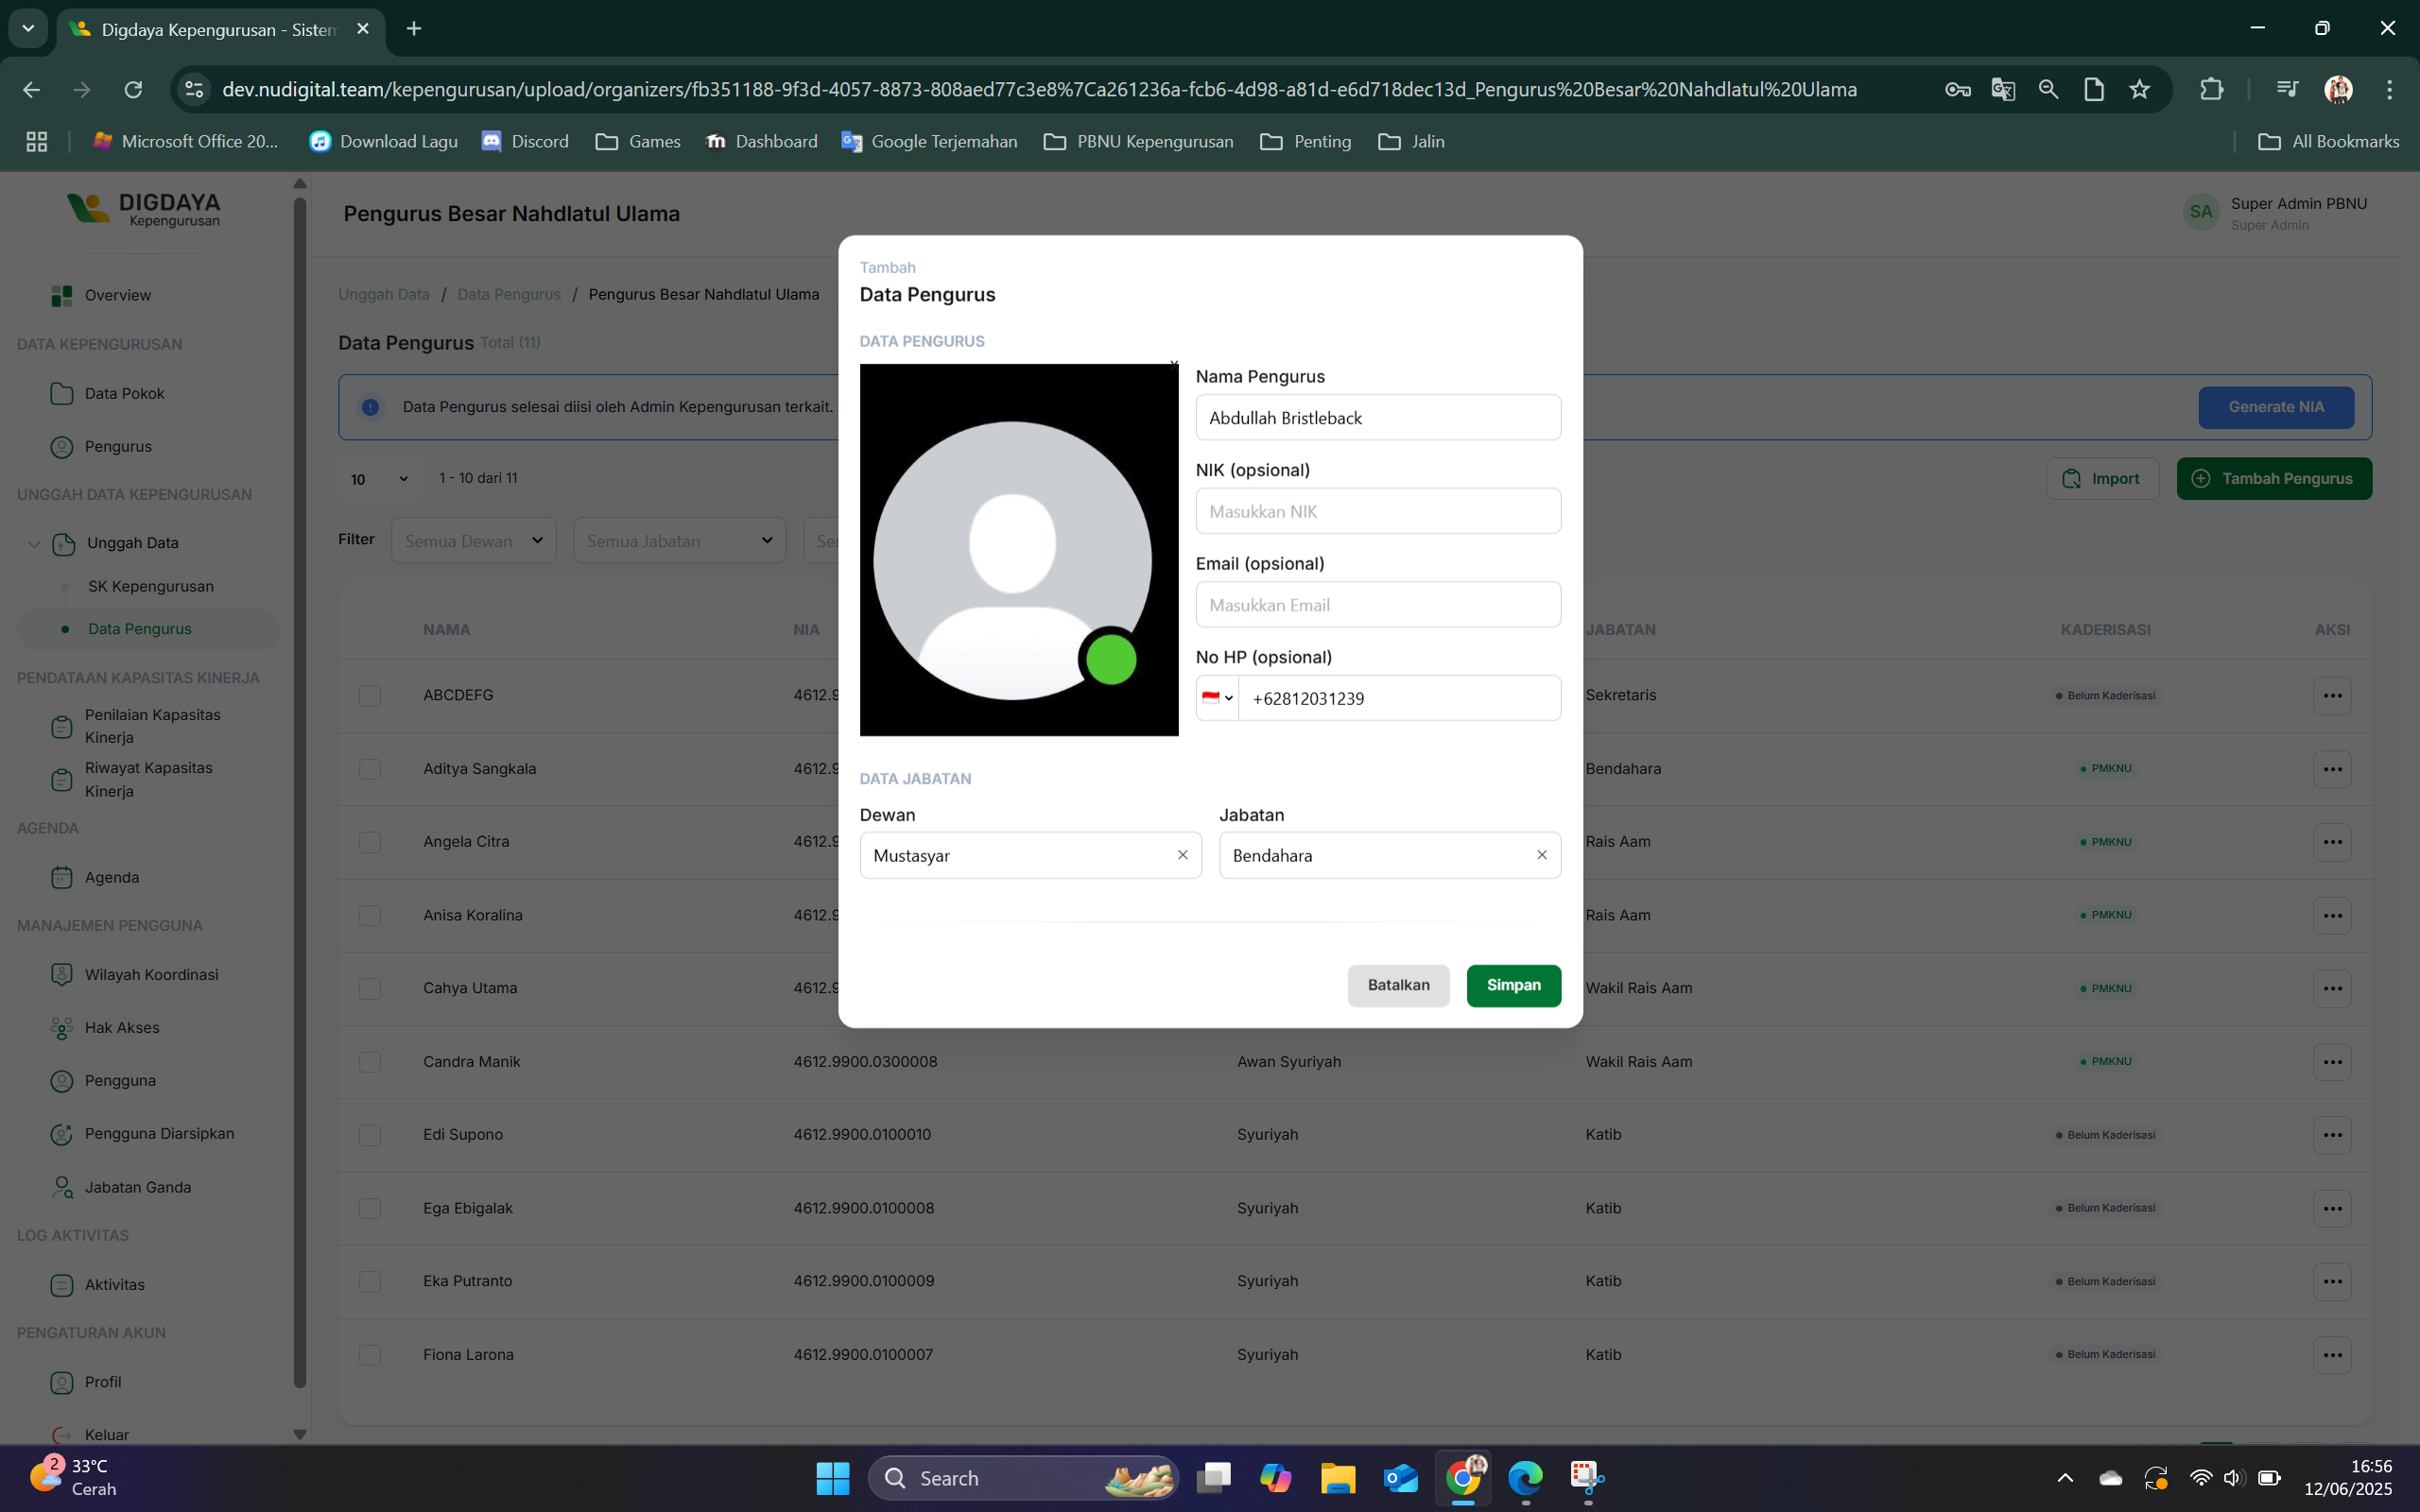 Digdaya Kepengurusan - Sistem
dev.nudigital.team/kepengurusan/upload/organizers/fb351188-9f3d-4057-8873-808aed77c3e8%7Ca261236a-fcb6-4d98-a81d-e6d718dec13d_Pengurus%20Besar%20Nahdlatul%20Ulama
Microsoft Office 20... Download Lagu Discord Games Dashboard Google Terjemahan PBNU Kepengurusan Penting Jalin All Bookmarks
DIGDAYA
Kepengurusan
Overview
DATA KEPENGURUSAN
Data Pokok
Pengurus
UNGGAH DATA KEPENGURUSAN
Unggah Data
SK Kepengurusan
Data Pengurus
PENDATAAN KAPASITAS KINERJA
Penilaian Kapasitas
Kinerja
Riwayat Kapasitas
Kinerja
AGENDA
Agenda
MANAJEMEN PENGGUNA
Wilayah Koordinasi
Hak Akses
Pengguna
Pengguna Diarsipkan
Jabatan Ganda
LOG AKTIVITAS
Aktivitas
PENGATURAN AKUN
Profil
Keluar
Pengurus Besar Nahdlatul Ulama
SA Super Admin PBNU
Super Admin
Unggah Data / Data Pengurus / Pengurus Besar Nahdlatul Ulama
Data Pengurus Total (11)
Data Pengurus selesai diisi oleh Admin Kepengurusan terkait. Generate NIA
10 1 - 10 dari 11 Import Tambah Pengurus
Filter Semua Dewan Semua Jabatan
NAMA NIA JABATAN KADERISASI AKSI
ABCDEFG 4612.9 Sekretaris Belum Kaderisasi
Aditya Sangkala 4612.9 Bendahara PMKNU
Angela Citra 4612.9 Rais Aam PMKNU
Anisa Koralina 4612.9 Rais Aam PMKNU
Cahya Utama 4612.9 Wakil Rais Aam PMKNU
Candra Manik 4612.9900.0300008 Awan Syuriyah Wakil Rais Aam PMKNU
Edi Supono 4612.9900.0100010 Syuriyah Katib Belum Kaderisasi
Ega Ebigalak 4612.9900.0100008 Syuriyah Katib Belum Kaderisasi
Eka Putranto 4612.9900.0100009 Syuriyah Katib Belum Kaderisasi
Fiona Larona 4612.9900.0100007 Syuriyah Katib Belum Kaderisasi
Tambah
Data Pengurus
DATA PENGURUS
x
Nama Pengurus
Abdullah Bristleback
NIK (opsional)
Masukkan NIK
Email (opsional)
Masukkan Email
No HP (opsional)
+62812031239
DATA JABATAN
Dewan Jabatan
Mustasyar Bendahara
Batalkan Simpan
2 33°C
Cerah
Search
16:56
12/06/2025